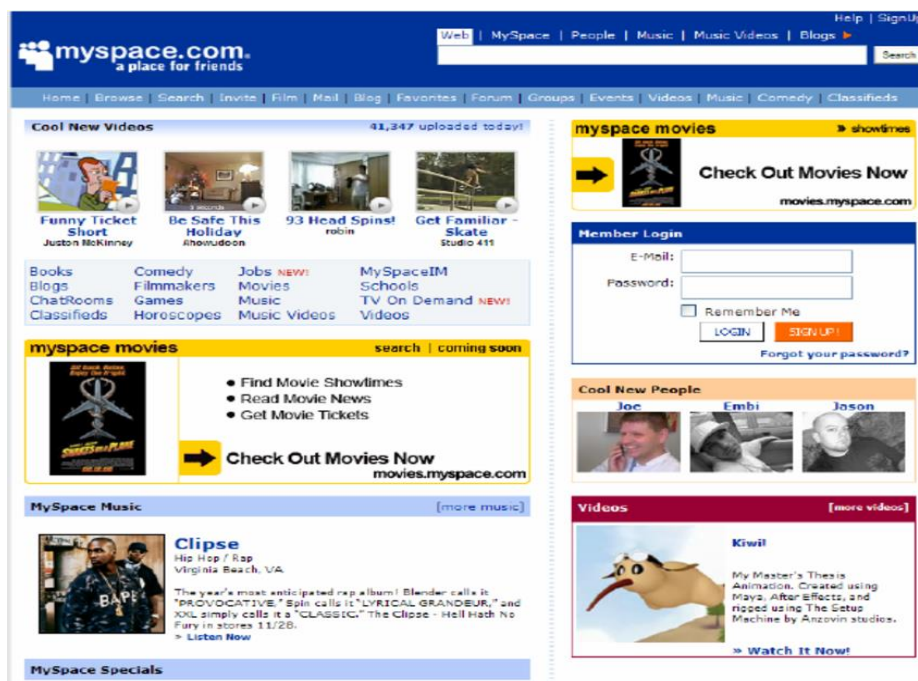 Help | SignUp
myspace.com.
a place for friends
Web | MySpace | People | Music | Music Videos | Blogs
Search
Home | Browse | Search | Invite | Film | Mail | Blog | Favorites | Forum | Groups | Events | Videos | Music | Comedy | Classifieds
Cool New Videos 41,347 uploaded today!
Funny Ticket Short
Juston McKinney
Be Safe This Holiday
Ahowudoon
93 Head Spins!
robin
Get Familiar - Skate
Studio 411
Books Comedy Jobs NEW! MySpaceIM
Blogs Filmmakers Movies Schools
ChatRooms Games Music TV On Demand NEW!
Classifieds Horoscopes Music Videos Videos
myspace movies search | coming soon
SNAKES ON A PLANE
• Find Movie Showtimes
• Read Movie News
• Get Movie Tickets
Check Out Movies Now
movies.myspace.com
MySpace Music [more music]
BAPE
Clipse
Hip Hop / Rap
Virginia Beach, VA
The year's most anticipated rap album! Blender calls it
"PROVOCATIVE," Spin calls it "LYRICAL GRANDEUR," and
XXL simply calls it a "CLASSIC." The Clipse - Hell Hath No
Fury in stores 11/28.
» Listen Now
MySpace Specials
myspace movies » showtimes
Check Out Movies Now
movies.myspace.com
Member Login
E-Mail:
Password:
Remember Me
LOGIN SIGN UP!
Forgot your password?
Cool New People
Joe Embi Jason
Videos [more videos]
Kiwi!
My Master's Thesis
Animation. Created using
Maya, After Effects, and
ripped using The Setup
Machine by Anzovin studios.
» Watch It Now!